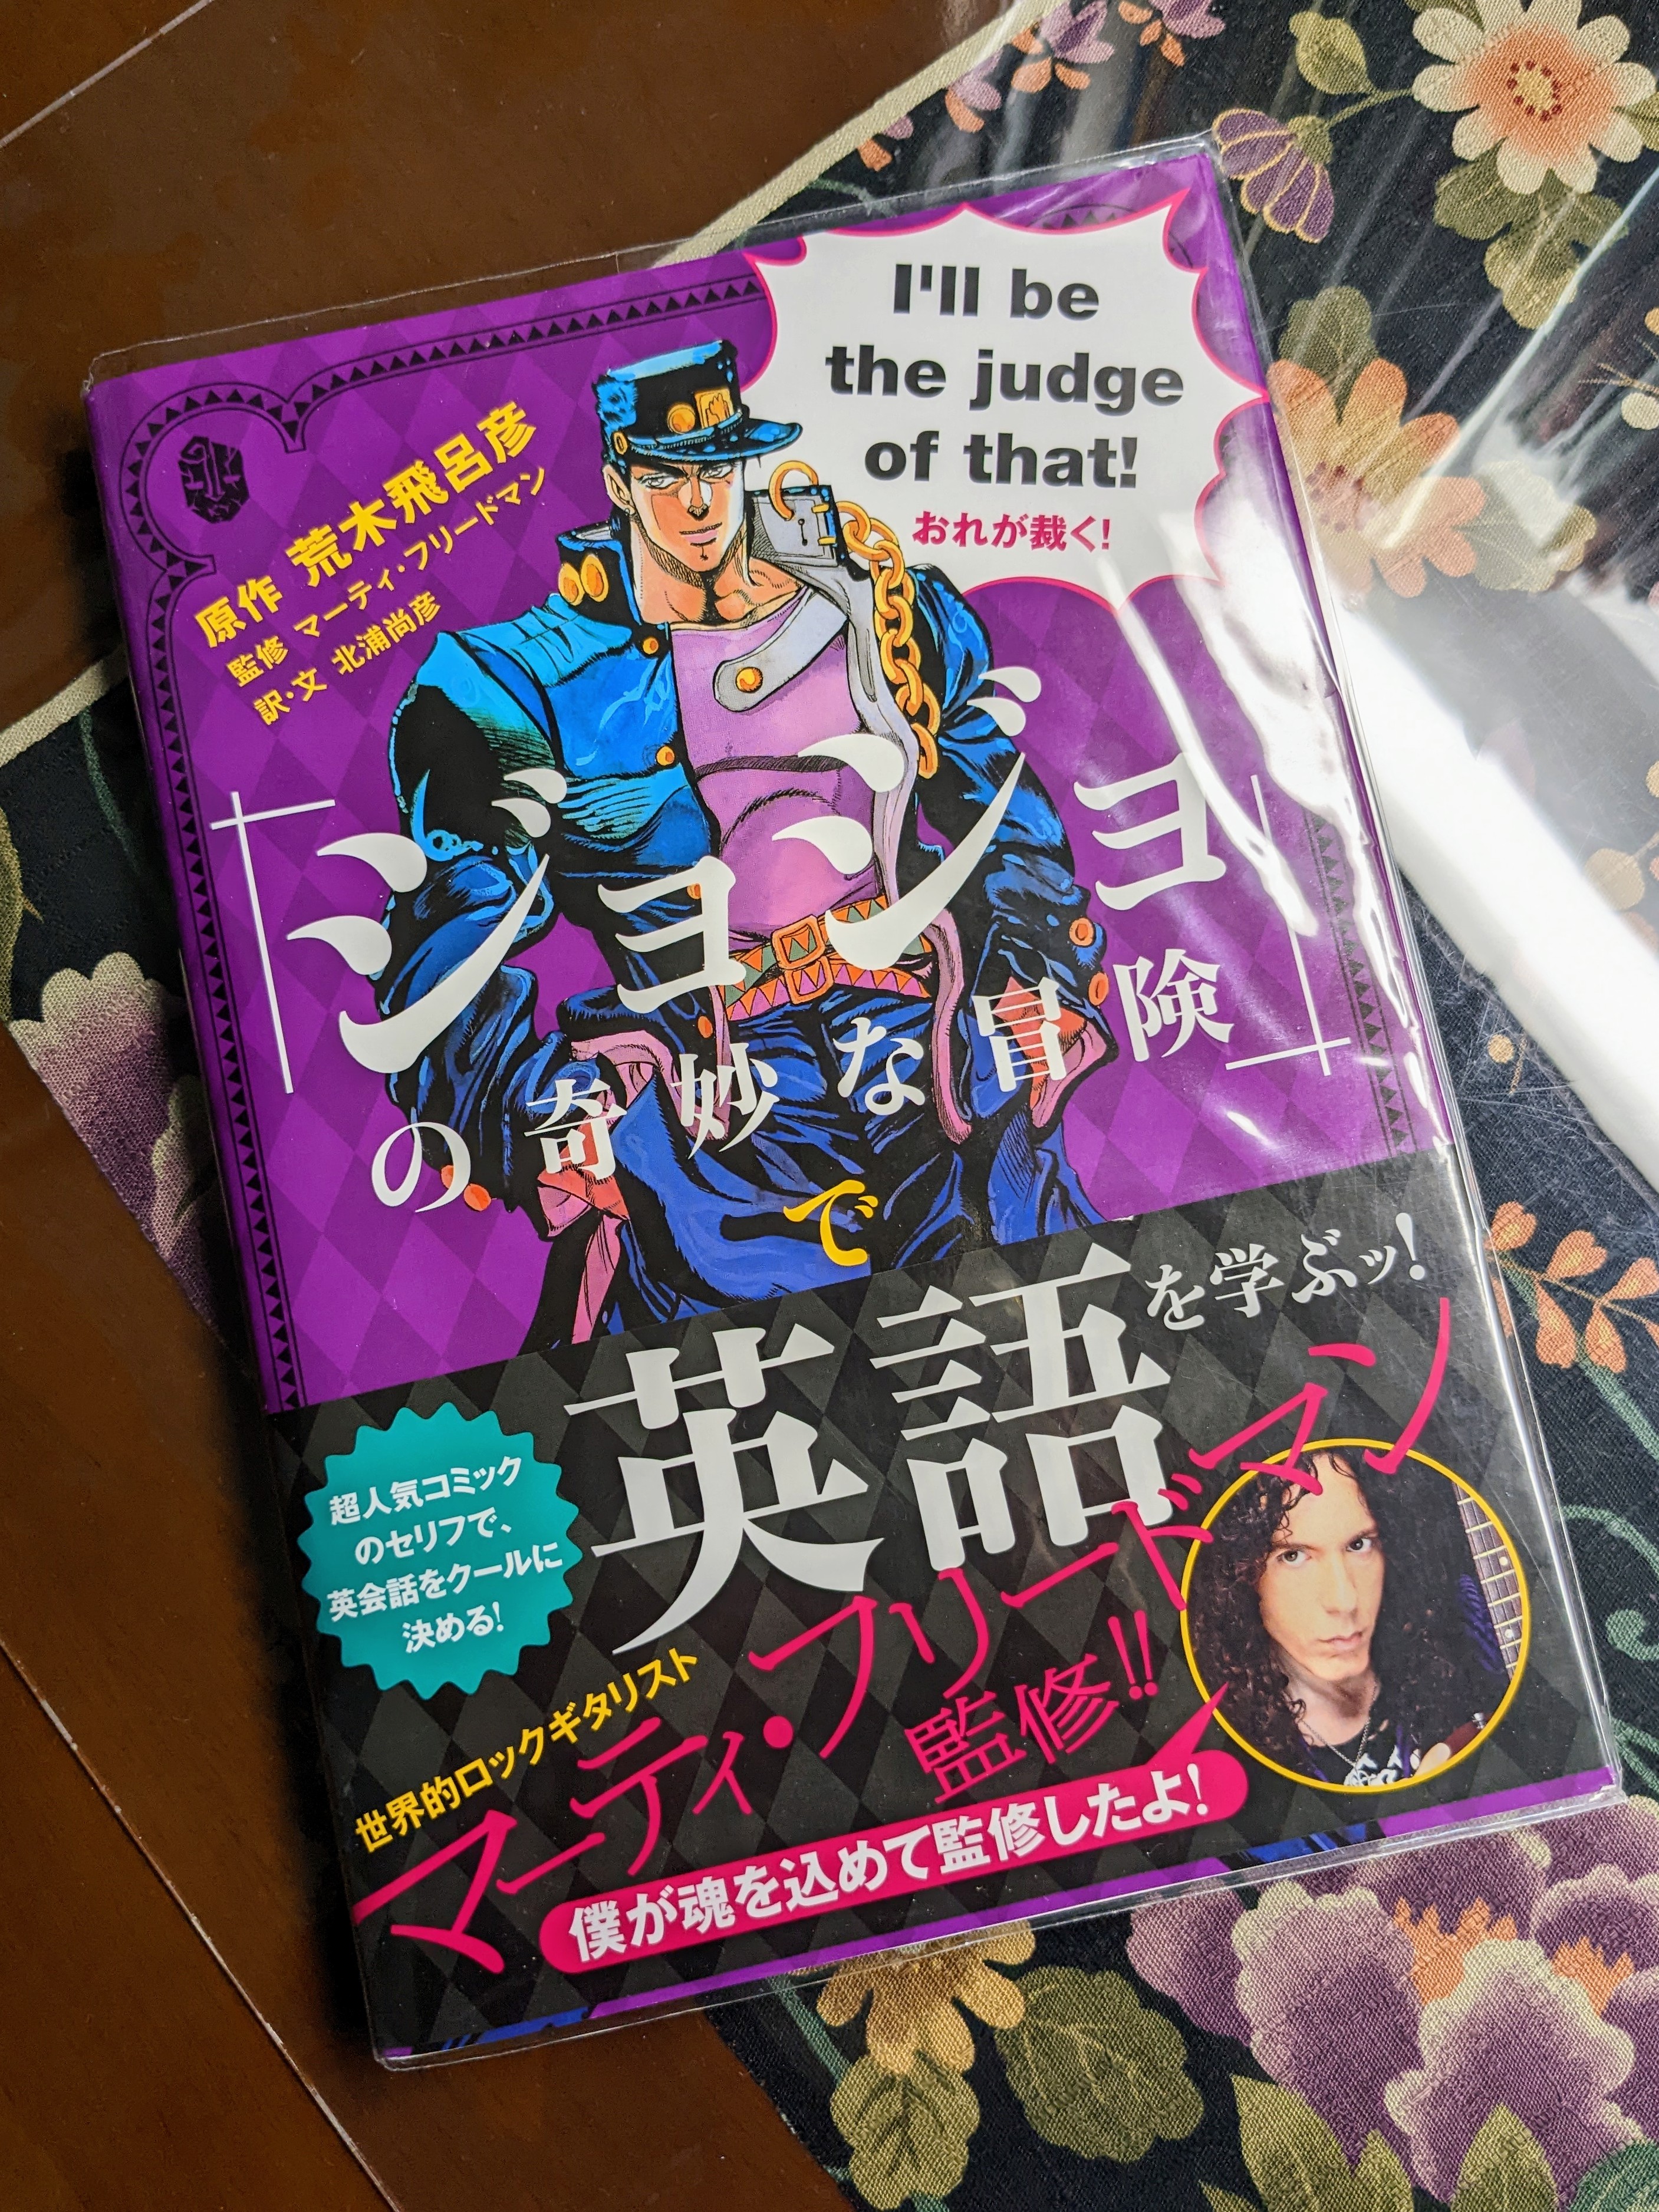 I'll be
the judge
of that!
おれが裁く!
原作 荒木飛呂彦
監修 マーティ・フリードマン
訳・文 北浦尚彦
「ジョジョ
の奇妙な冒険」
で
英語を学ぶッ!
超人気コミック
のセリフで、
英会話をクールに
決める!
世界的ロックギタリスト
マーティ・フリードマン
監修!!
僕が魂を込めて監修したよ!